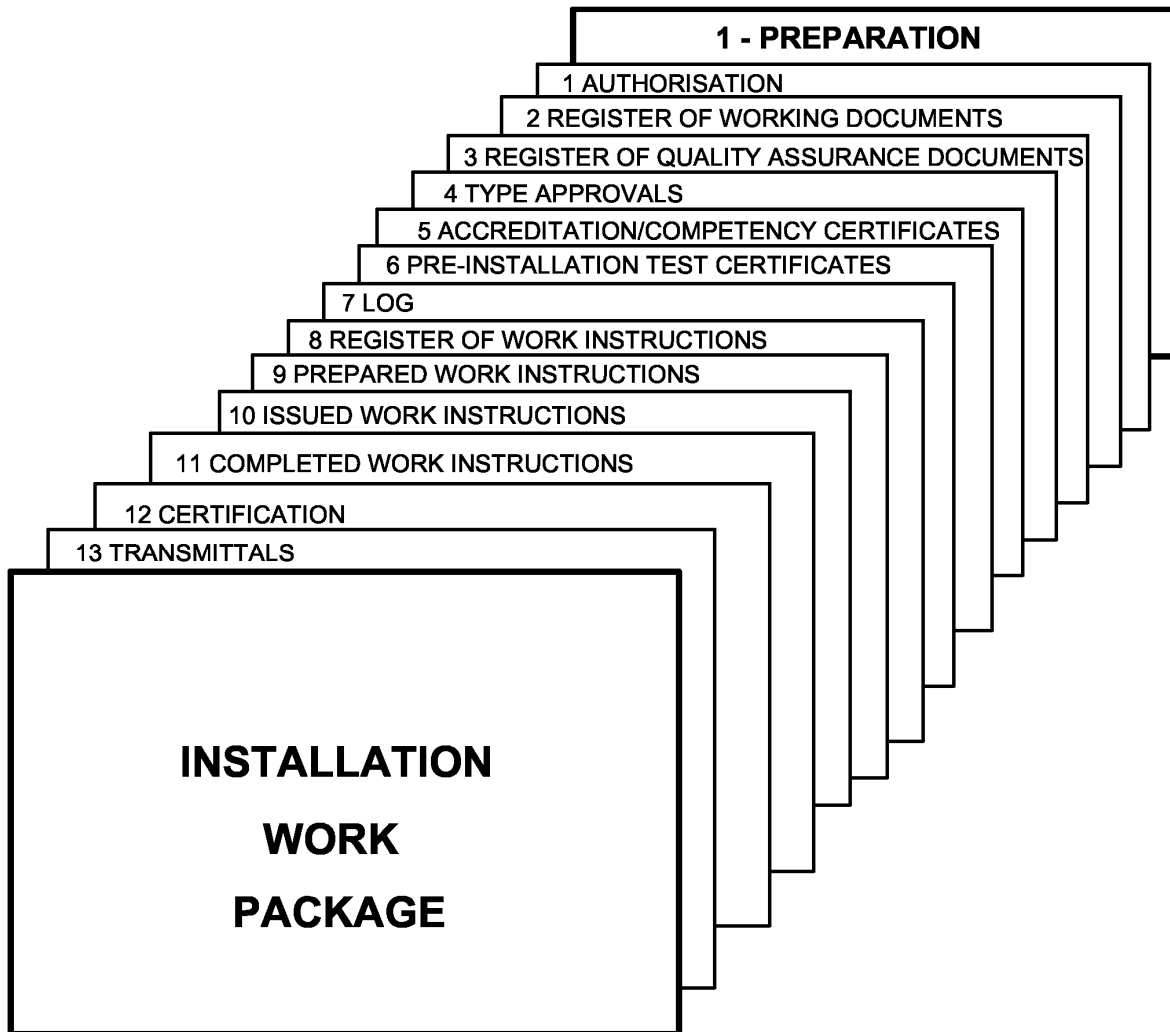 1 - PREPARATION
1 AUTHORISATION
2 REGISTER OF WORKING DOCUMENTS
3 REGISTER OF QUALITY ASSURANCE DOCUMENTS
4 TYPE APPROVALS
5 ACCREDITATION/COMPETENCY CERTIFICATES
6 PRE-INSTALLATION TEST CERTIFICATES
7 LOG
8 REGISTER OF WORK INSTRUCTIONS
9 PREPARED WORK INSTRUCTIONS
10 ISSUED WORK INSTRUCTIONS
11 COMPLETED WORK INSTRUCTIONS
12 CERTIFICATION
13 TRANSMITTALS
INSTALLATION
WORK
PACKAGE